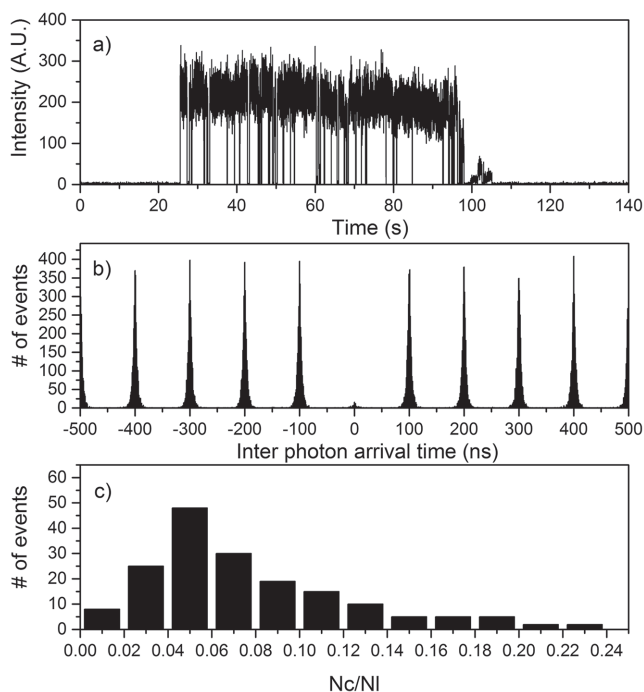 a)
Intensity (A.U.)
400
300
200
100
0
0 20 40 60 80 100 120 140
Time (s)
b)
# of events
400
350
300
250
200
150
100
50
0
-500 -400 -300 -200 -100 0 100 200 300 400 500
Inter photon arrival time (ns)
c)
# of events
60
50
40
30
20
10
0
0.00 0.02 0.04 0.06 0.08 0.10 0.12 0.14 0.16 0.18 0.20 0.22 0.24
Nc/Nl